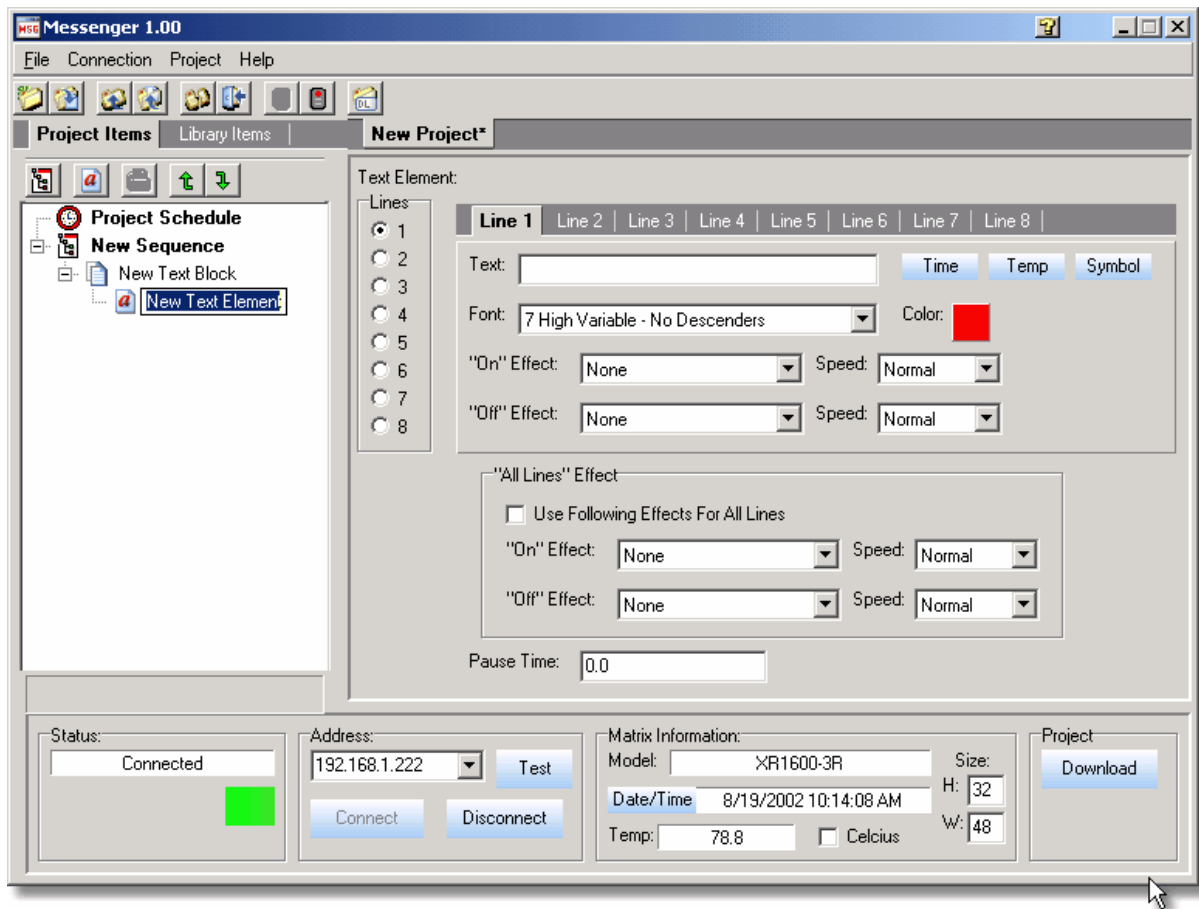 MSG Messenger 1.00
File Connection Project Help
DL
Project Items Library Items New Project*
Project Schedule
New Sequence
New Text Block
New Text Element
Text Element:
Lines
1
2
3
4
5
6
7
8
Line 1 Line 2 Line 3 Line 4 Line 5 Line 6 Line 7 Line 8
Text: Time Temp Symbol
Font: 7 High Variable - No Descenders Color:
"On" Effect: None Speed: Normal
"Off" Effect: None Speed: Normal
"All Lines" Effect
Use Following Effects For All Lines
"On" Effect: None Speed: Normal
"Off" Effect: None Speed: Normal
Pause Time: 0.0
Status:
Connected
Address:
192.168.1.222 Test
Connect Disconnect
Matrix Information:
Model: XR1600-3R
Date/Time 8/19/2002 10:14:08 AM
Temp: 78.8 Celcius
Size:
H: 32
W: 48
Project
Download